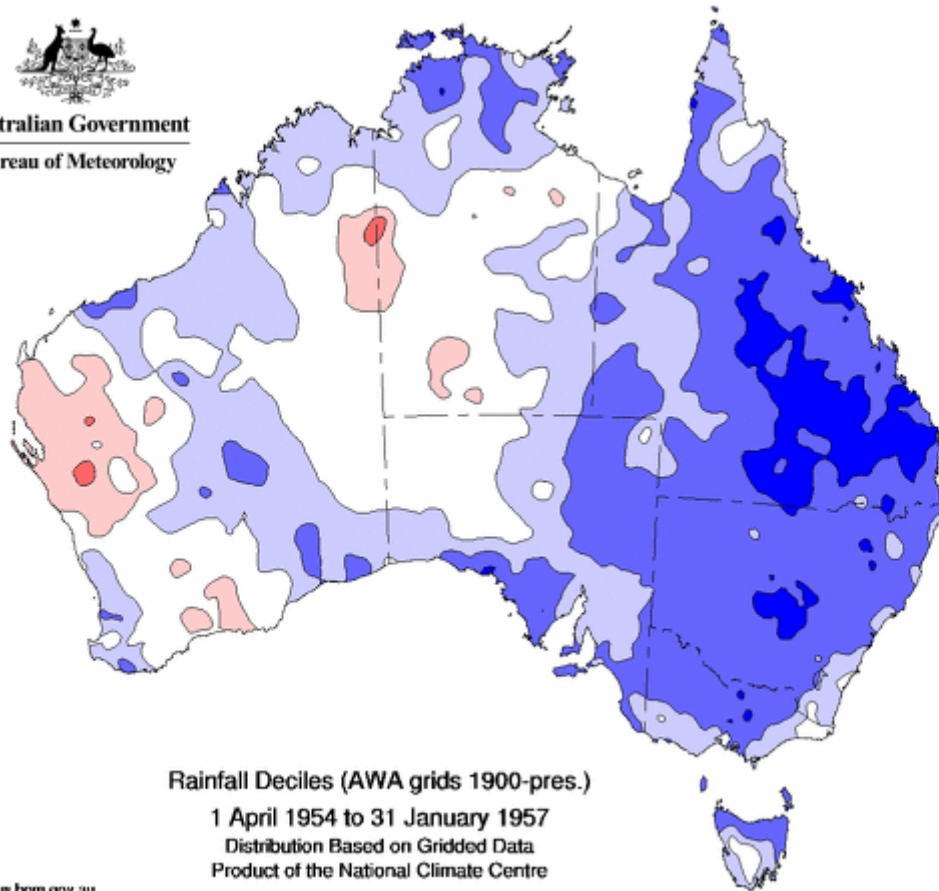 tralian Government
reau of Meteorology
Rainfall Deciles (AWA grids 1900-pres.)
1 April 1954 to 31 January 1957
Distribution Based on Gridded Data
Product of the National Climate Centre